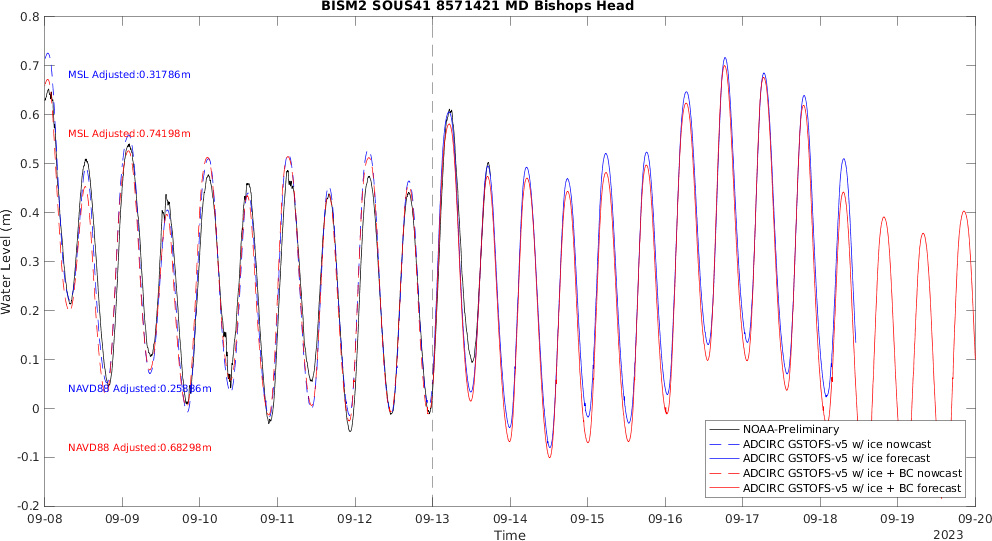 BISM2 SOUS41 8571421 MD Bishops Head
0.8
0.7
MSL Adjusted:0.31786m
0.6
MSL Adjusted:0.74198m
0.5
0.4
0.3
Water Level (m)
0.2
0.1
NAVD88 Adjusted:0.25886m
0
NOAA-Preliminary
ADCIRC GSTOFS-v5 w/ ice nowcast
NAVD88 Adjusted:0.68298m
ADCIRC GSTOFS-v5 w/ ice forecast
-0.1
ADCIRC GSTOFS-v5 w/ ice + BC nowcast
ADCIRC GSTOFS-v5 w/ ice + BC forecast
-0.2
09-08 09-09 09-10 09-11 09-12 09-13 09-14 09-15 09-16 09-17 09-18 09-19 09-20
Time
2023